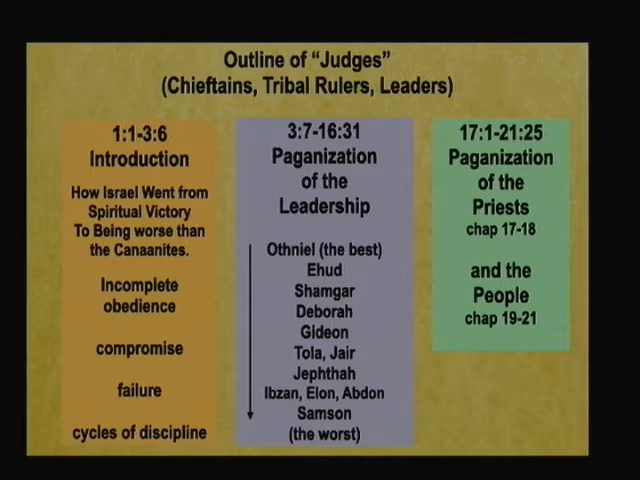 Outline of “Judges”
(Chieftains, Tribal Rulers, Leaders)
1:1-3:6
Introduction
How Israel Went from
Spiritual Victory
To Being worse than
the Canaanites.
Incomplete
obedience
compromise
failure
cycles of discipline
3:7-16:31
Paganization
of the
Leadership
Othniel (the best)
Ehud
Shamgar
Deborah
Gideon
Tola, Jair
Jephthah
Ibzan, Elon, Abdon
Samson
(the worst)
17:1-21:25
Paganization
of the
Priests
chap 17-18
and the
People
chap 19-21